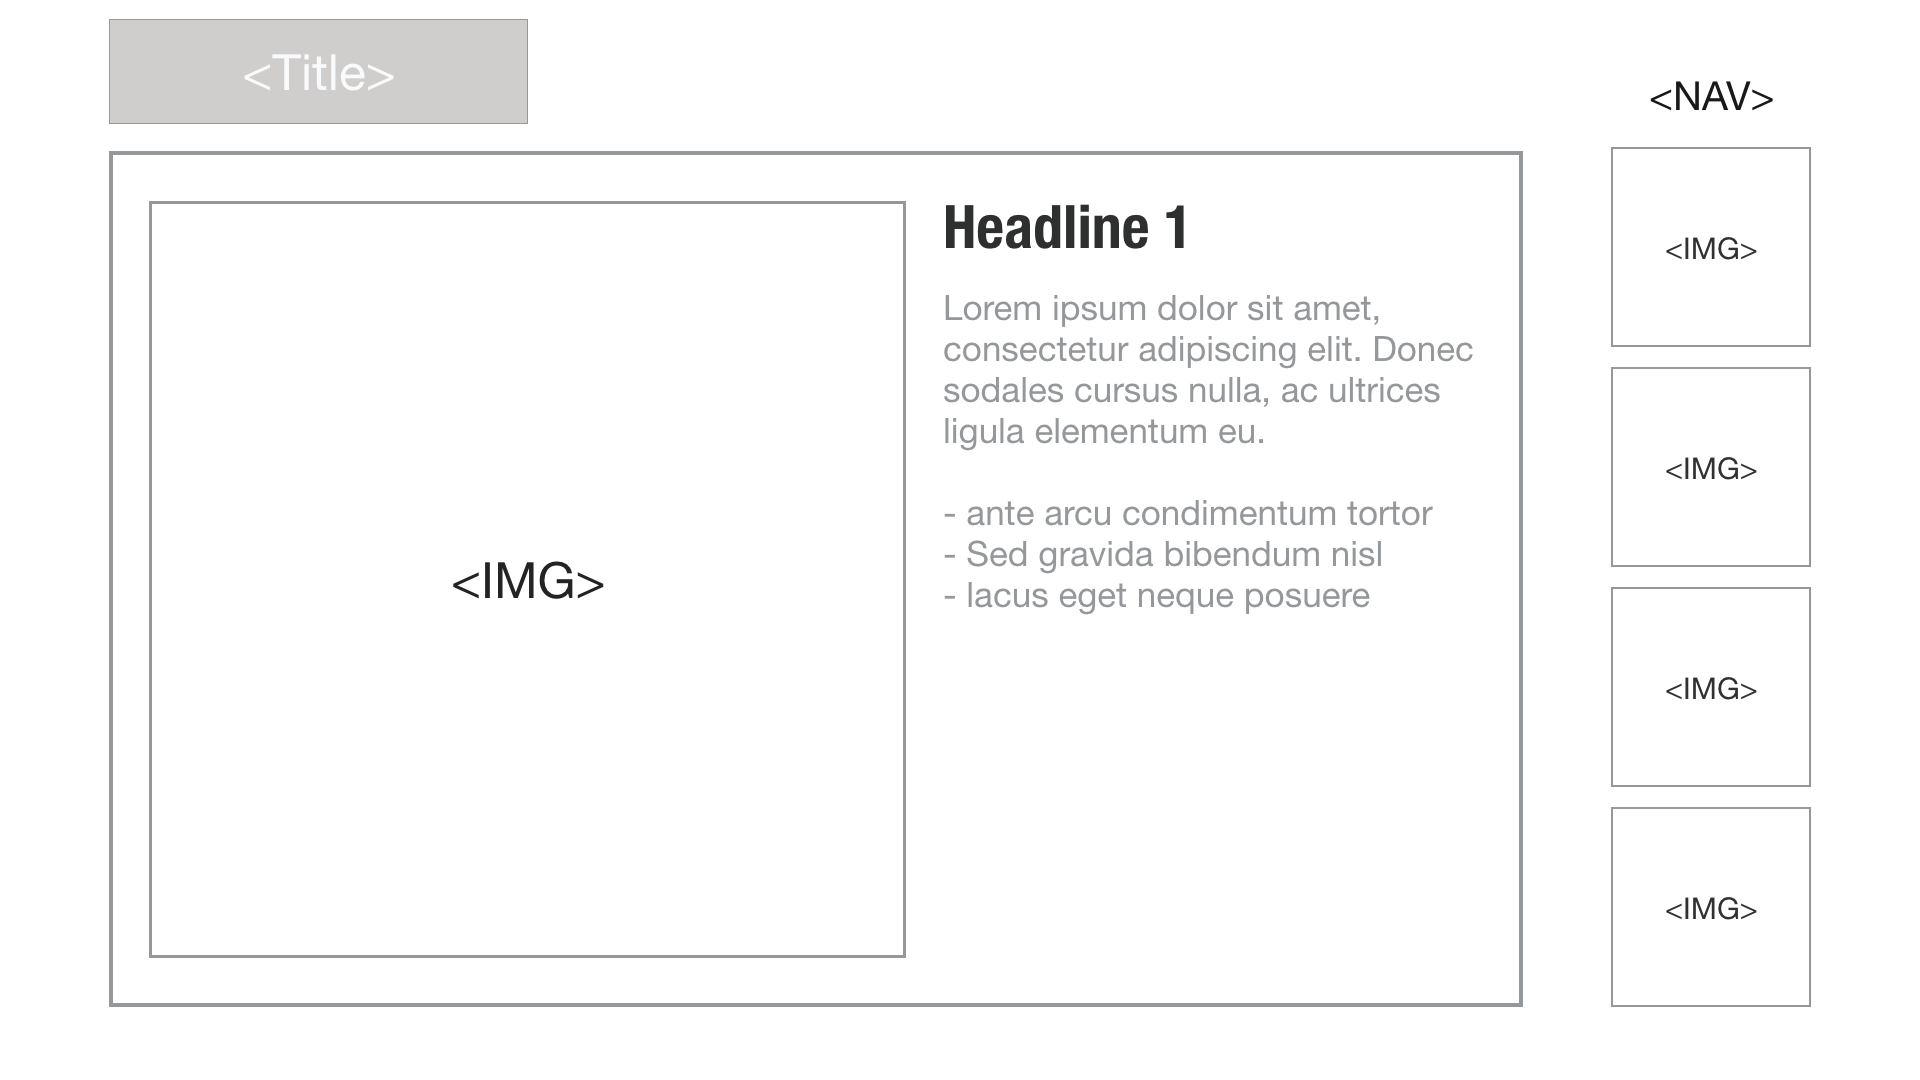 <Title>
<NAV>
<IMG>
Headline 1
Lorem ipsum dolor sit amet,
consectetur adipiscing elit. Donec
sodales cursus nulla, ac ultrices
ligula elementum eu.
- ante arcu condimentum tortor
- Sed gravida bibendum nisl
- lacus eget neque posuere
<IMG>
<IMG>
<IMG>
<IMG>